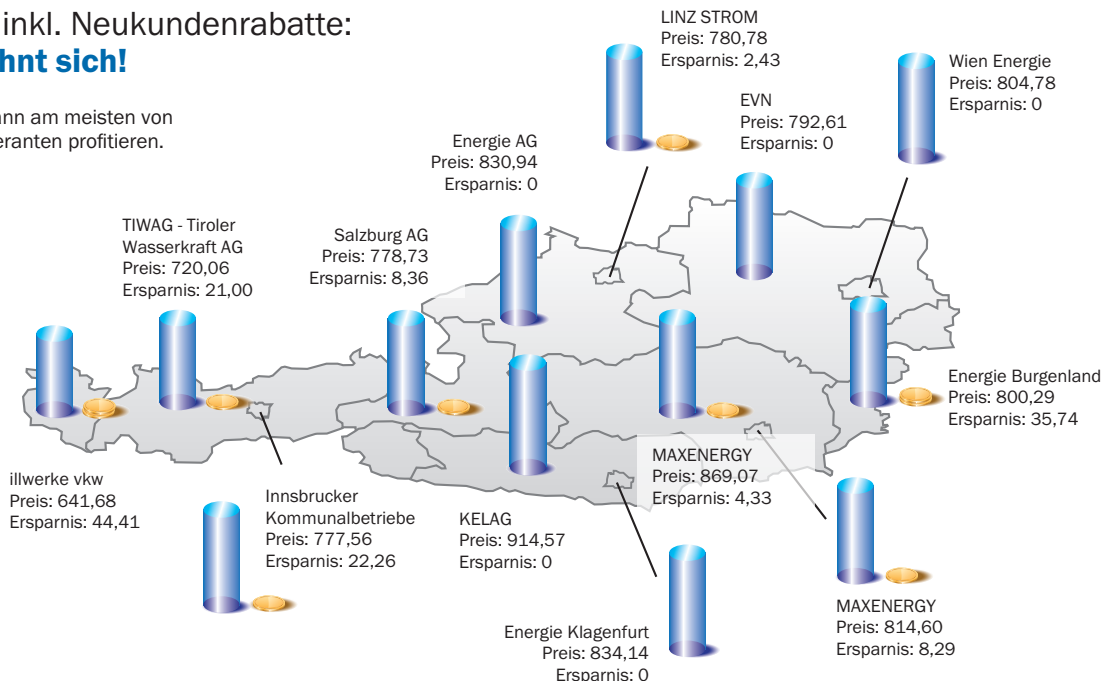 inkl. Neukundenrabatte:
hnt sich!
ann am meisten von
eranten profitieren.
LINZ STROM
Preis: 780,78
Ersparnis: 2,43
Wien Energie
Preis: 804,78
Ersparnis: 0
EVN
Preis: 792,61
Ersparnis: 0
Energie AG
Preis: 830,94
Ersparnis: 0
TIWAG - Tiroler
Wasserkraft AG
Preis: 720,06
Ersparnis: 21,00
Salzburg AG
Preis: 778,73
Ersparnis: 8,36
Energie Burgenland
Preis: 800,29
Ersparnis: 35,74
MAXENERGY
Preis: 869,07
Ersparnis: 4,33
illwerke vkw
Preis: 641,68
Ersparnis: 44,41
Innsbrucker
Kommunalbetriebe
Preis: 777,56
Ersparnis: 22,26
KELAG
Preis: 914,57
Ersparnis: 0
MAXENERGY
Preis: 814,60
Ersparnis: 8,29
Energie Klagenfurt
Preis: 834,14
Ersparnis: 0